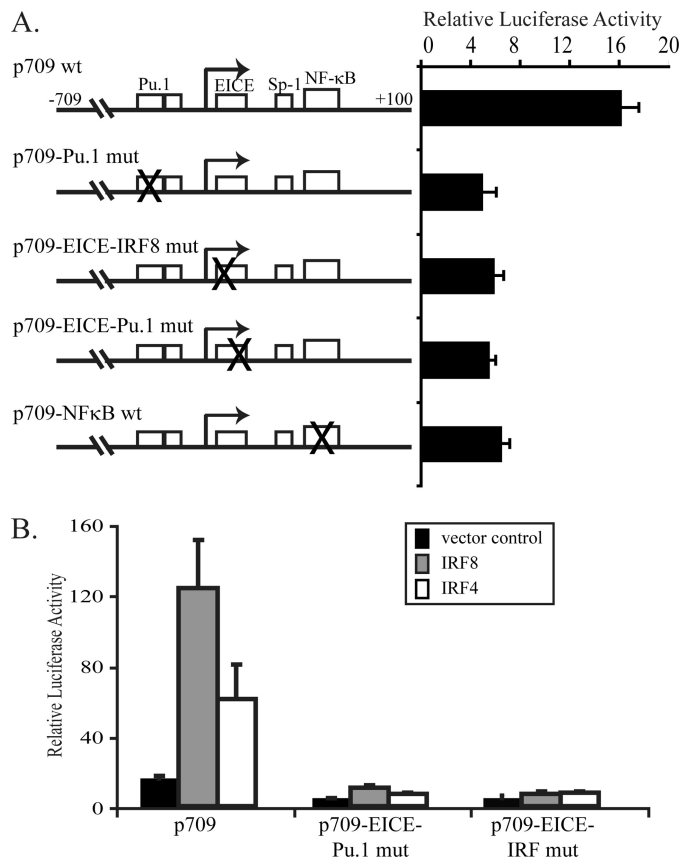 A.
Relative Luciferase Activity
0 4 8 12 16 20
p709 wt
Pu.1 EICE Sp-1 NF-κB
-709 +100
p709-Pu.1 mut
p709-EICE-IRF8 mut
p709-EICE-Pu.1 mut
p709-NFκB wt
B.
Relative Luciferase Activity
160
120
80
40
0
vector control
IRF8
IRF4
p709
p709-EICE-
Pu.1 mut
p709-EICE-
IRF mut